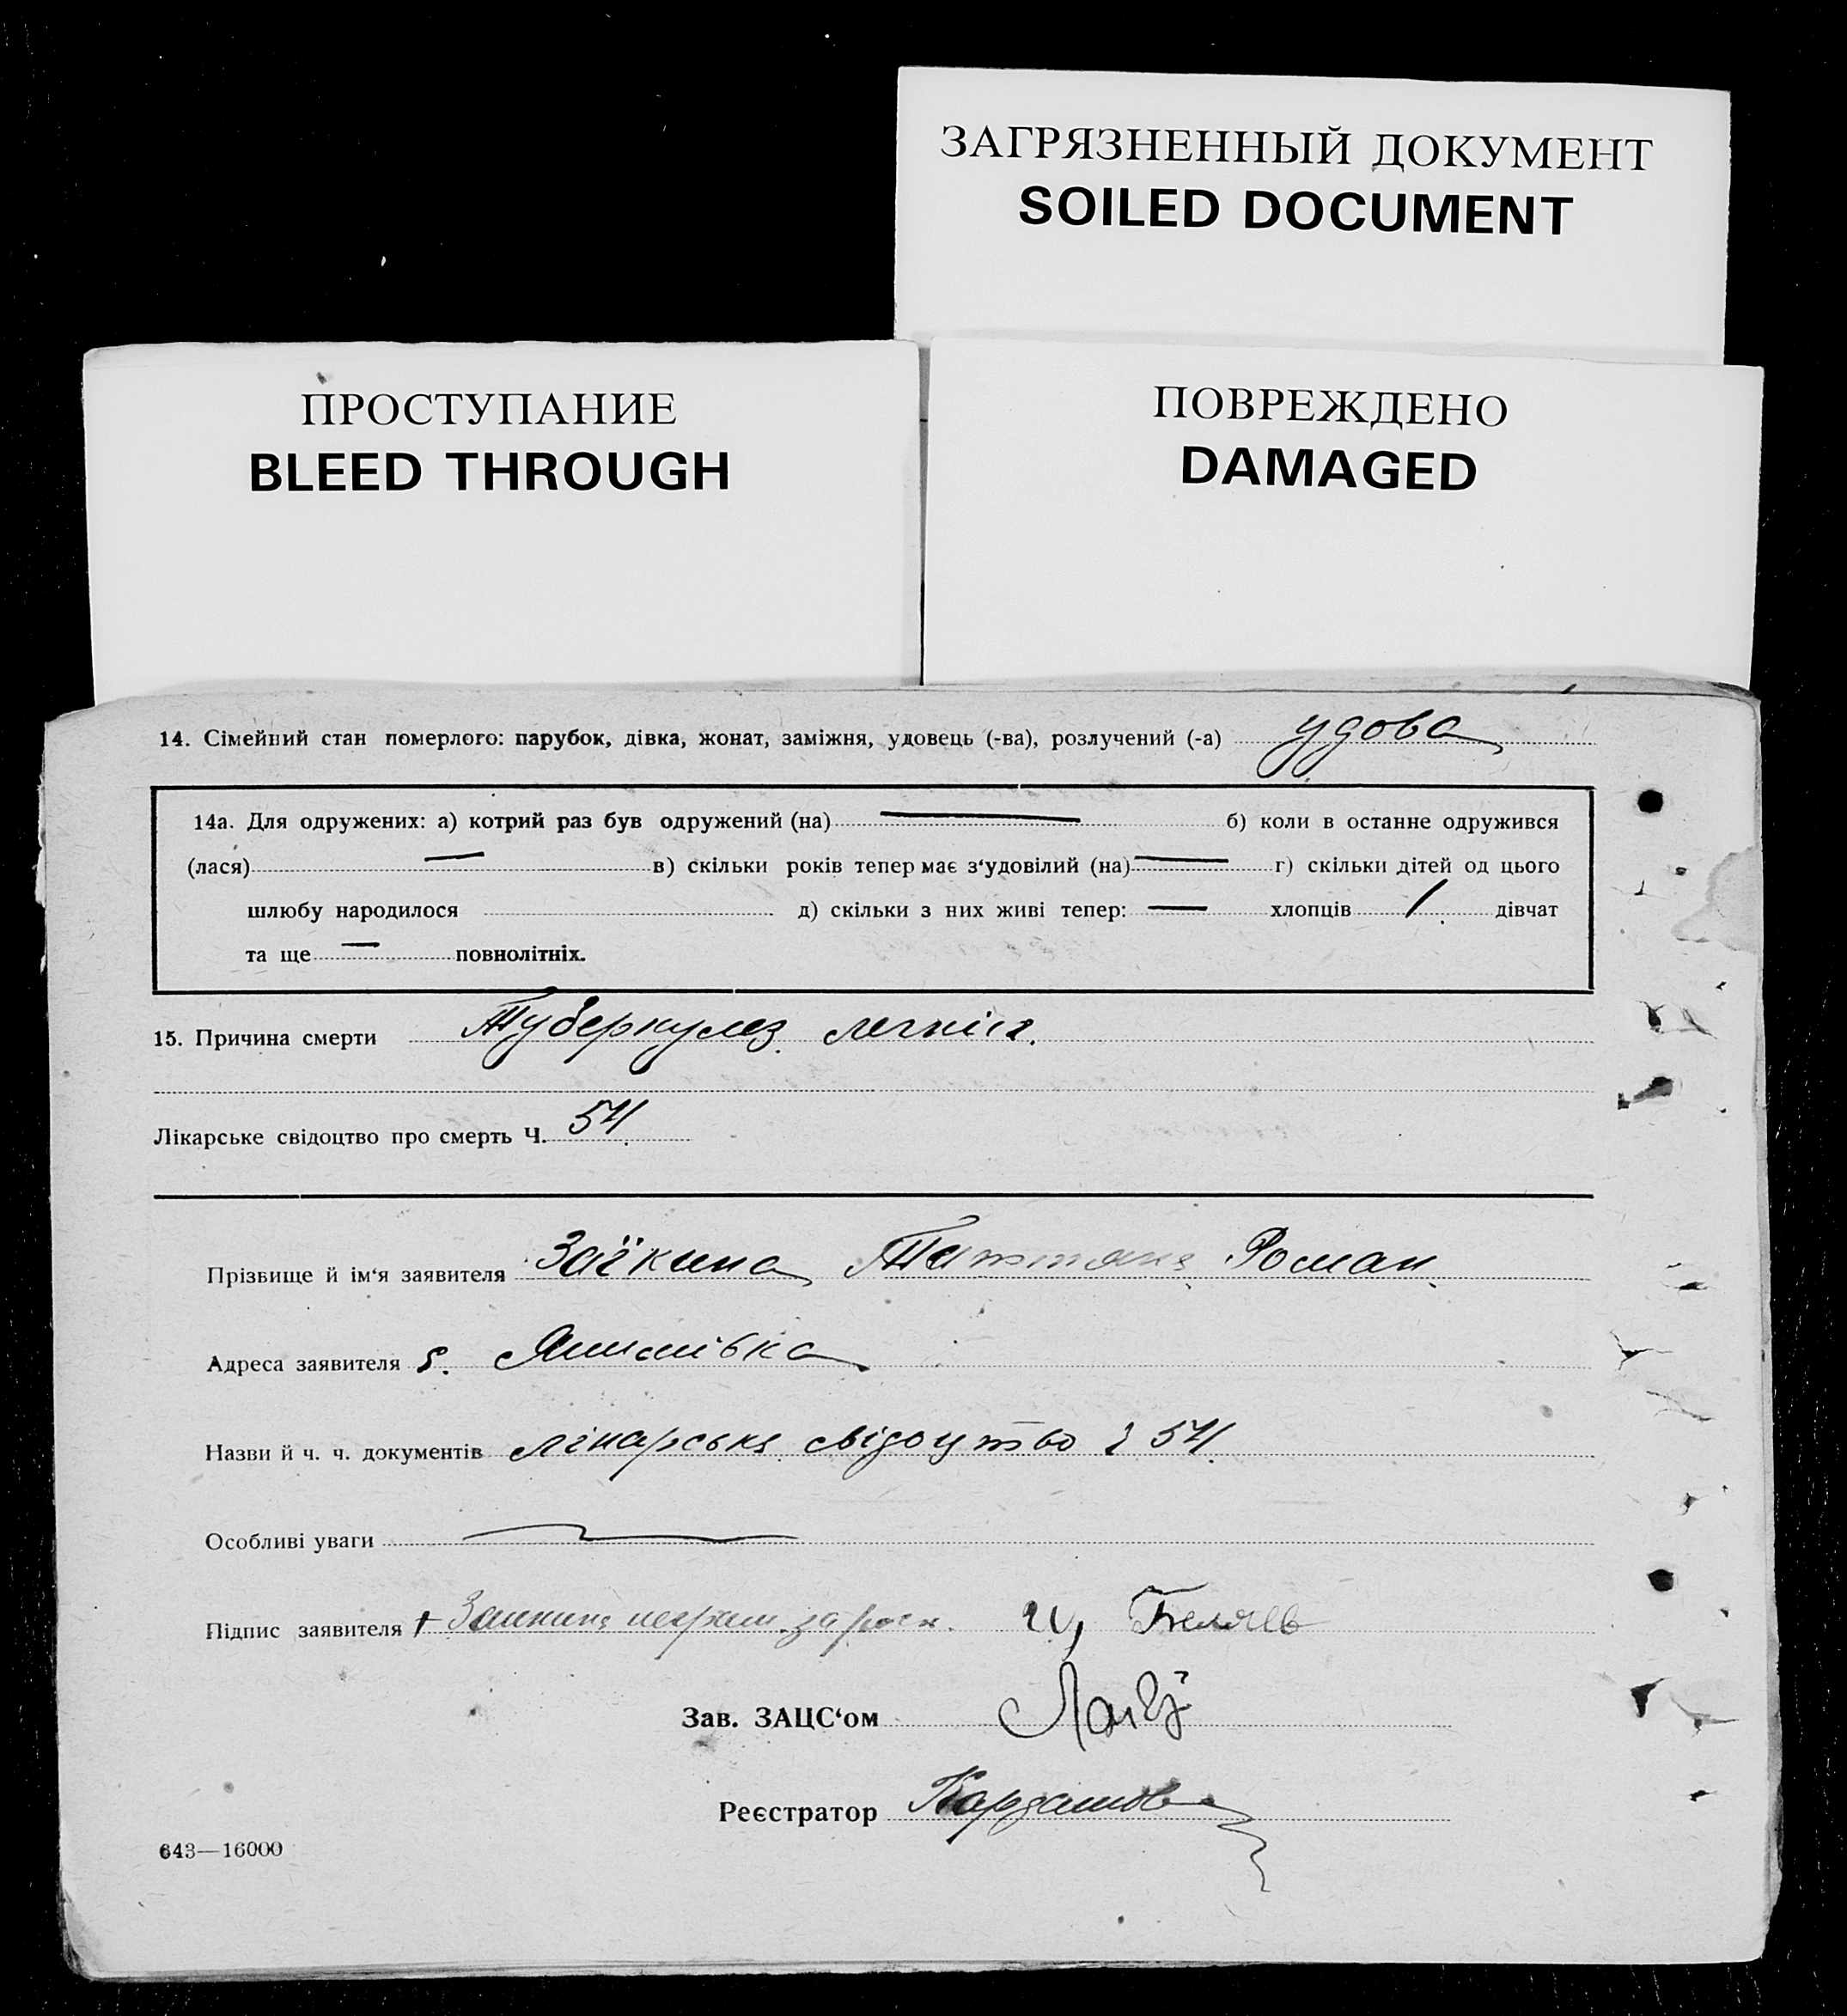 ЗАГРЯЗНЕННЫЙ ДОКУМЕНТ
SOILED DOCUMENT
ПРОСТУПАНИЕ
BLEED THROUGH
ПОВРЕЖДЕНО
DAMAGED
14. Сімейний стан померлого: парубок, дівка, жонат, заміжня, удовець (-ва), розлучений (-а) удова
14а. Для одружених: а) котрий раз був одружений (на) — б) коли в останнє одружився
(лася) — в) скільки років тепер має з'удовілий (на) — г) скільки дітей од цього
шлюбу народилося д) скільки з них живі тепер: — хлопців / дівчат
та ще — повнолітніх.
15. Причина смерти Туберкулез легких.
Лікарське свідоцтво про смерть Ч. 54
Прізвище й ім'я заявителя Заїкина Роман.
Адреса заявителя с.
Назви й ч. ч. документів лікарське свідоцтво 54
Особливі уваги —
Підпис заявителя + Беляев
Зав. ЗАЦС'ом
Реєстратор
643—16000